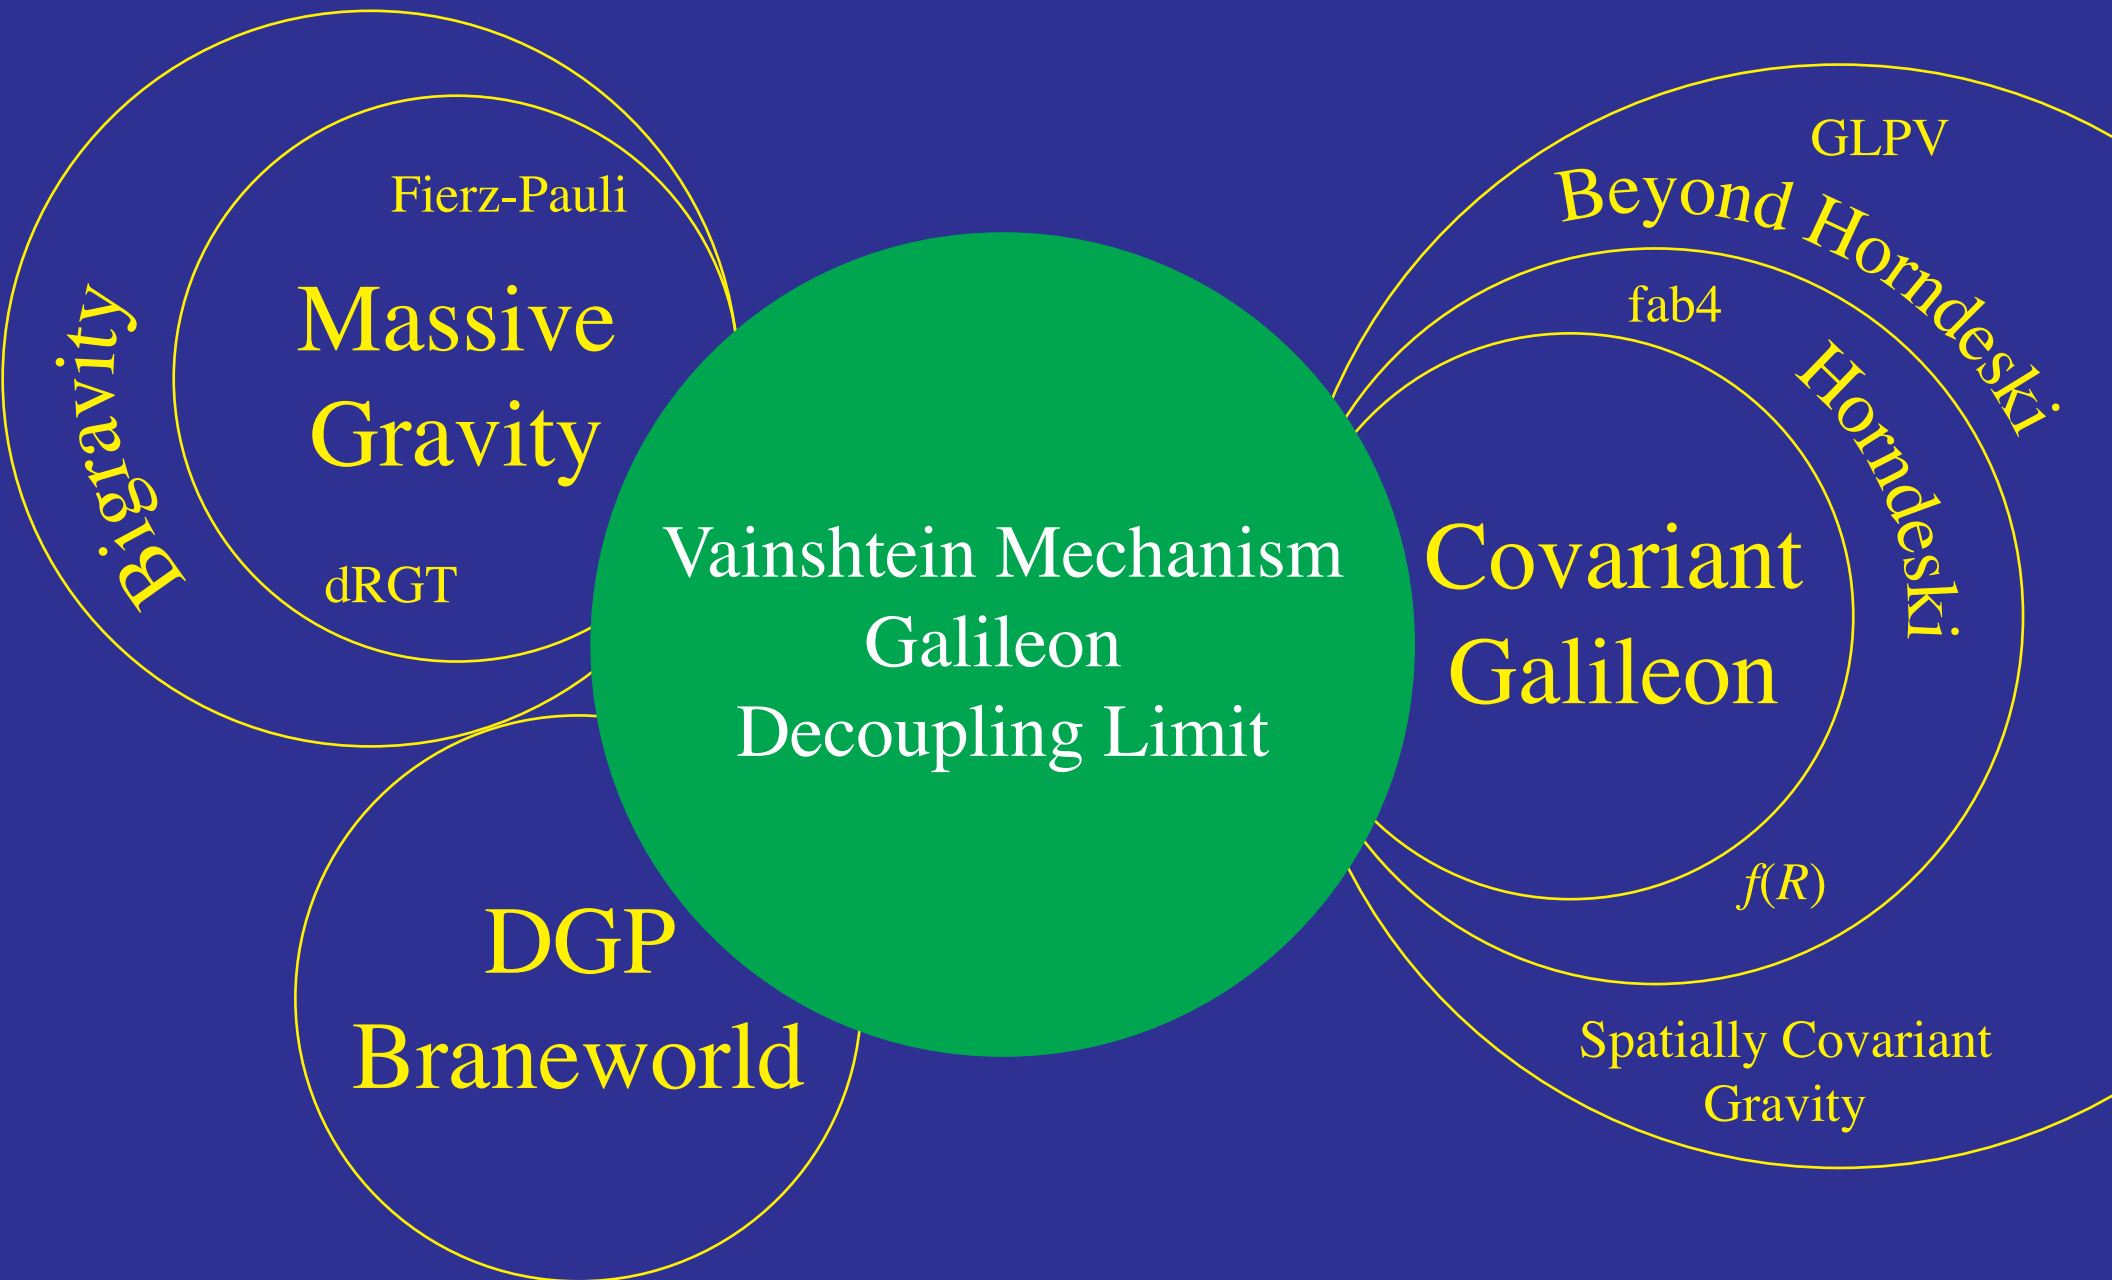 Bigravity
Fierz-Pauli
Massive
Gravity
dRGT
DGP
Braneworld
Vainshtein Mechanism
Galileon
Decoupling Limit
GLPV
Beyond Horndeski
fab4
Horndeski
Covariant
Galileon
f(R)
Spatially Covariant
Gravity